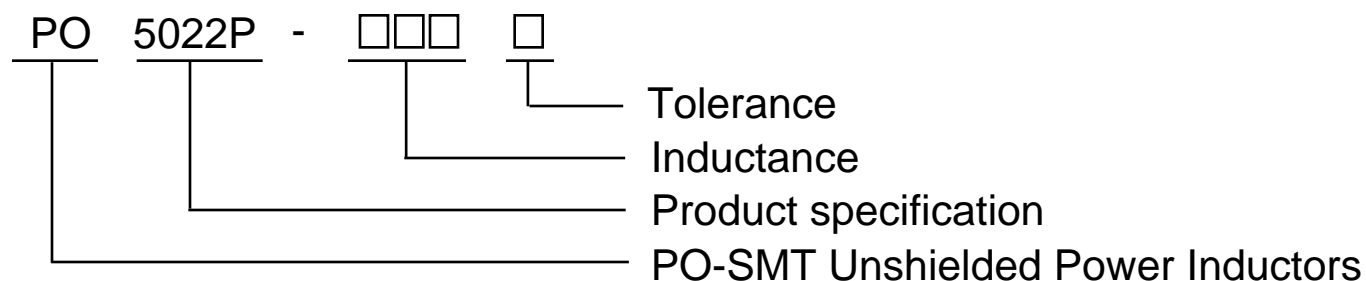 PO 5022P - □□□ □
Tolerance
Inductance
Product specification
PO-SMT Unshielded Power Inductors